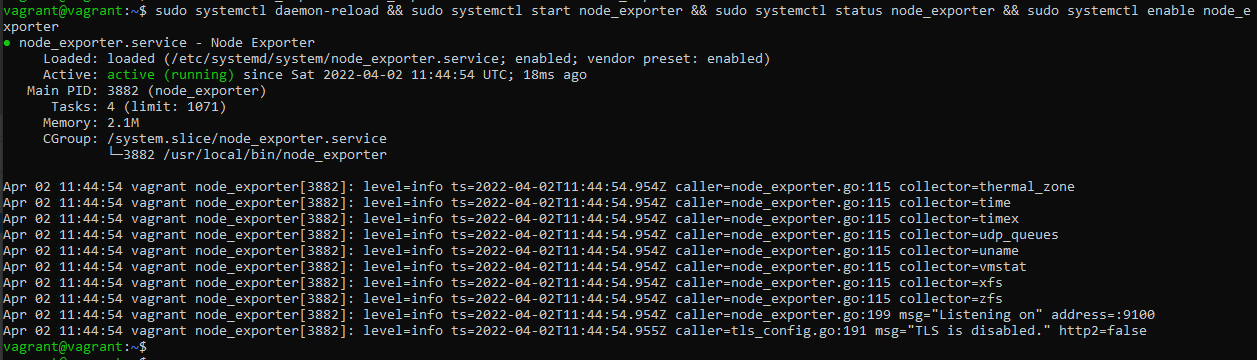 vagrant@vagrant:~$ sudo systemctl daemon-reload && sudo systemctl start node_exporter && sudo systemctl status node_exporter && sudo systemctl enable node_e
xporter
● node_exporter.service - Node Exporter
     Loaded: loaded (/etc/systemd/system/node_exporter.service; enabled; vendor preset: enabled)
     Active: active (running) since Sat 2022-04-02 11:44:54 UTC; 18ms ago
   Main PID: 3882 (node_exporter)
      Tasks: 4 (limit: 1071)
     Memory: 2.1M
     CGroup: /system.slice/node_exporter.service
             └─3882 /usr/local/bin/node_exporter
Apr 02 11:44:54 vagrant node_exporter[3882]: level=info ts=2022-04-02T11:44:54.954Z caller=node_exporter.go:115 collector=thermal_zone
Apr 02 11:44:54 vagrant node_exporter[3882]: level=info ts=2022-04-02T11:44:54.954Z caller=node_exporter.go:115 collector=time
Apr 02 11:44:54 vagrant node_exporter[3882]: level=info ts=2022-04-02T11:44:54.954Z caller=node_exporter.go:115 collector=timex
Apr 02 11:44:54 vagrant node_exporter[3882]: level=info ts=2022-04-02T11:44:54.954Z caller=node_exporter.go:115 collector=udp_queues
Apr 02 11:44:54 vagrant node_exporter[3882]: level=info ts=2022-04-02T11:44:54.954Z caller=node_exporter.go:115 collector=uname
Apr 02 11:44:54 vagrant node_exporter[3882]: level=info ts=2022-04-02T11:44:54.954Z caller=node_exporter.go:115 collector=vmstat
Apr 02 11:44:54 vagrant node_exporter[3882]: level=info ts=2022-04-02T11:44:54.954Z caller=node_exporter.go:115 collector=xfs
Apr 02 11:44:54 vagrant node_exporter[3882]: level=info ts=2022-04-02T11:44:54.954Z caller=node_exporter.go:115 collector=zfs
Apr 02 11:44:54 vagrant node_exporter[3882]: level=info ts=2022-04-02T11:44:54.954Z caller=node_exporter.go:199 msg="Listening on" address=:9100
Apr 02 11:44:54 vagrant node_exporter[3882]: level=info ts=2022-04-02T11:44:54.955Z caller=tls_config.go:191 msg="TLS is disabled." http2=false
vagrant@vagrant:~$